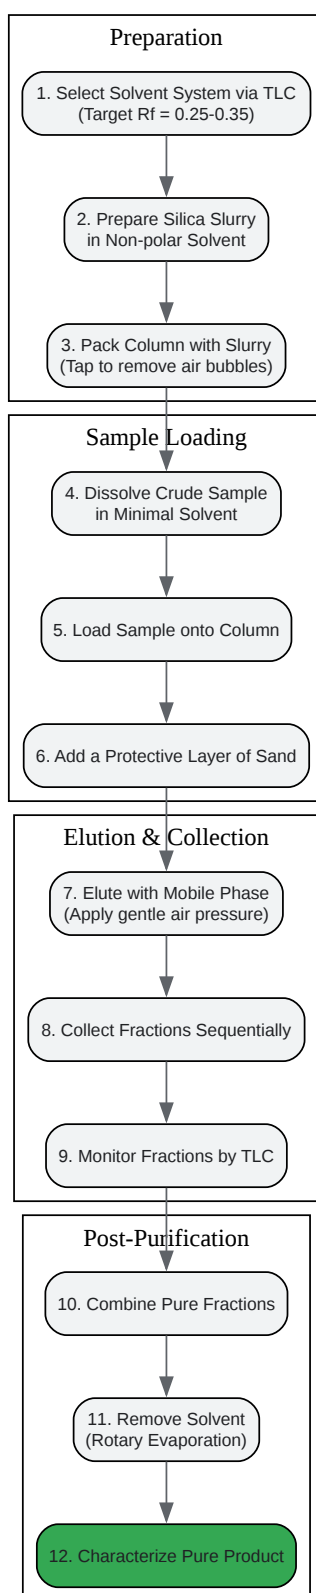 Preparation
1. Select Solvent System via TLC
(Target Rf = 0.25-0.35)
2. Prepare Silica Slurry
in Non-polar Solvent
3. Pack Column with Slurry
(Tap to remove air bubbles)
Sample Loading
4. Dissolve Crude Sample
in Minimal Solvent
5. Load Sample onto Column
6. Add a Protective Layer of Sand
Elution & Collection
7. Elute with Mobile Phase
(Apply gentle air pressure)
8. Collect Fractions Sequentially
9. Monitor Fractions by TLC
Post-Purification
10. Combine Pure Fractions
11. Remove Solvent
(Rotary Evaporation)
12. Characterize Pure Product